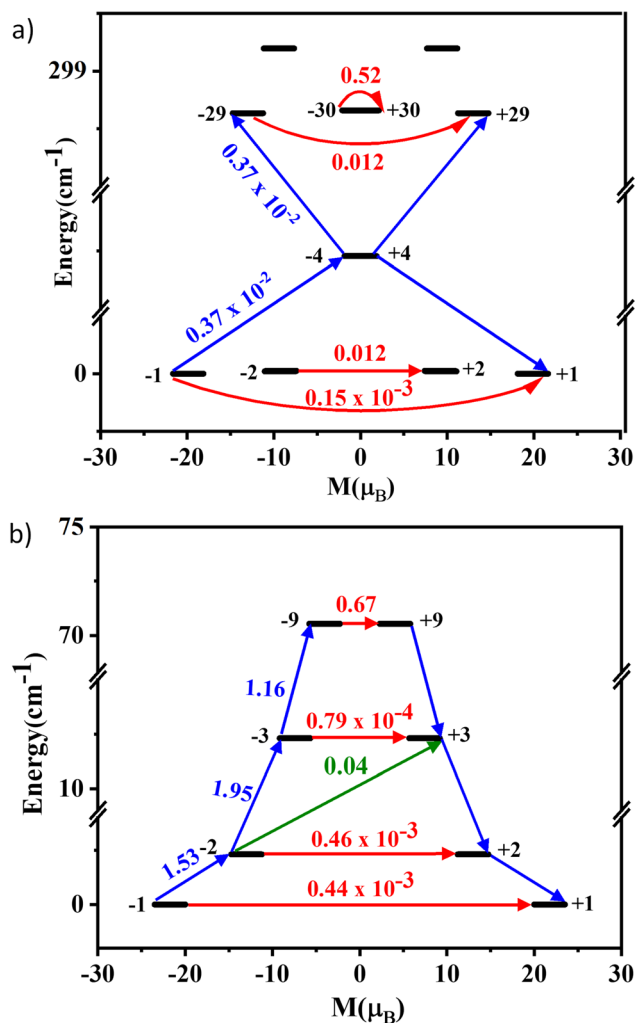 a)
299
0.52
-30 +30
-29 +29
0.012
0.37 x 10⁻²
Energy(cm⁻¹)
-4 +4
0.37 x 10⁻²
0.012
0
-1 -2 +2 +1
0.15 x 10⁻³
-30 -20 -10 0 10 20 30
M(μB)
b)
75
0.67
-9 +9
70
1.16
0.79 x 10⁻⁴
-3 +3
0.04
Energy(cm⁻¹)
10
1.95
0.46 x 10⁻³
-2 +2
1.53
0.44 x 10⁻³
0
-1 +1
-30 -20 -10 0 10 20 30
M(μB)